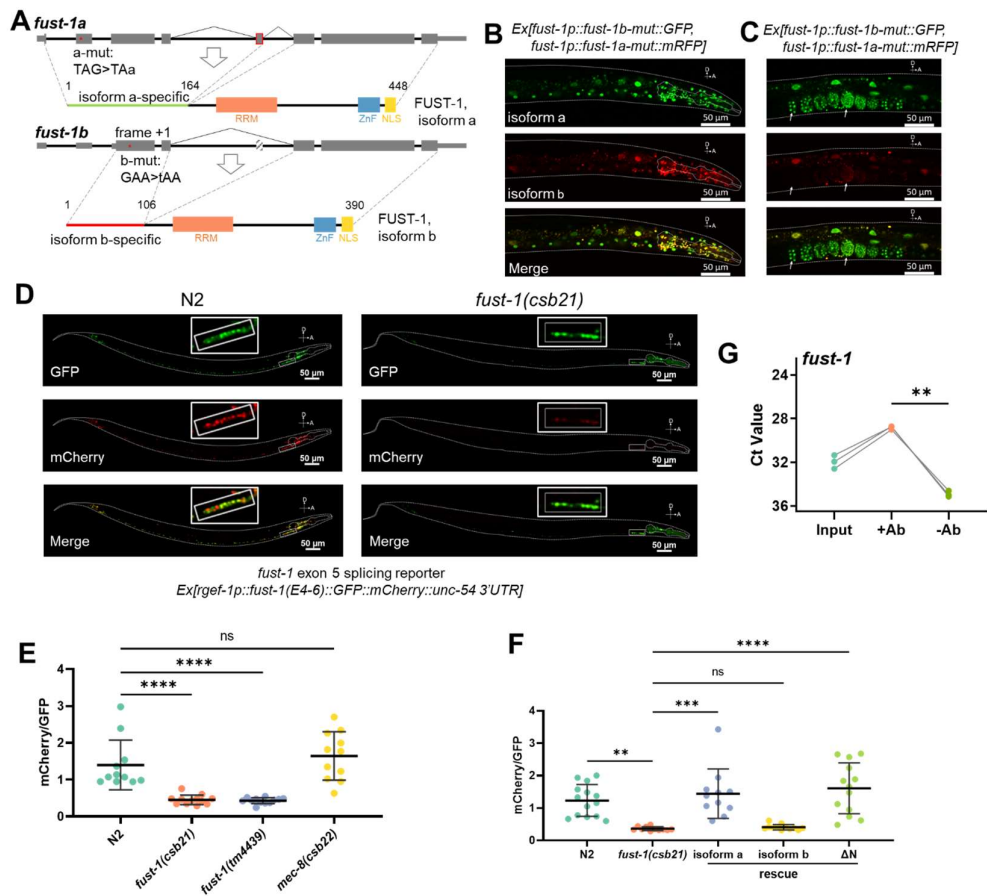 A
fust-1a
a-mut:
TAG>TAa
1
164
448
isoform a-specific
RRM
ZnF
NLS
FUST-1,
isoform a
fust-1b
frame +1
b-mut:
GAA>tAA
1
106
390
isoform b-specific
RRM
ZnF
NLS
FUST-1,
isoform b
B
Ex[fust-1p::fust-1b-mut::GFP,
fust-1p::fust-1a-mut::mRFP]
isoform a
D
A
50 µm
isoform b
D
A
50 µm
Merge
D
A
50 µm
C
Ex[fust-1p::fust-1b-mut::GFP,
fust-1p::fust-1a-mut::mRFP]
D
A
50 µm
D
A
50 µm
D
A
50 µm
D
N2
fust-1(csb21)
GFP
D
A
50 µm
GFP
D
A
50 µm
mCherry
D
A
50 µm
mCherry
D
A
50 µm
Merge
D
A
50 µm
Merge
D
A
50 µm
fust-1 exon 5 splicing reporter
Ex[rgef-1p::fust-1(E4-6)::GFP::mCherry::unc-54 3'UTR]
G
fust-1
**
24
28
32
36
Ct Value
Input
+Ab
-Ab
E
ns
****
****
4
3
2
1
0
mCherry/GFP
N2
fust-1(csb21)
fust-1(tm4439)
mec-8(csb22)
F
****
ns
***
**
4
3
2
1
0
mCherry/GFP
N2
fust-1(csb21)
isoform a
isoform b
ΔN
rescue